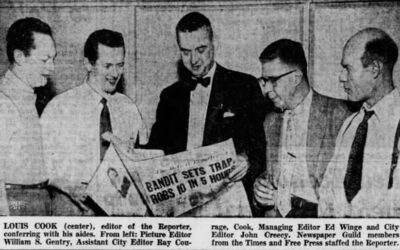 BANDIT SETS TRAP,
ROBS 10 IN 5 HOURS
LOUIS COOK (center), editor of the Reporter,
conferring with his aides. From left: Picture Editor
William S. Gentry, Assistant City Editor Ray Cou-
rage, Cook, Managing Editor Ed Winge and City
Editor John Creecy. Newspaper Guild members
from the Times and Free Press staffed the Reporter.